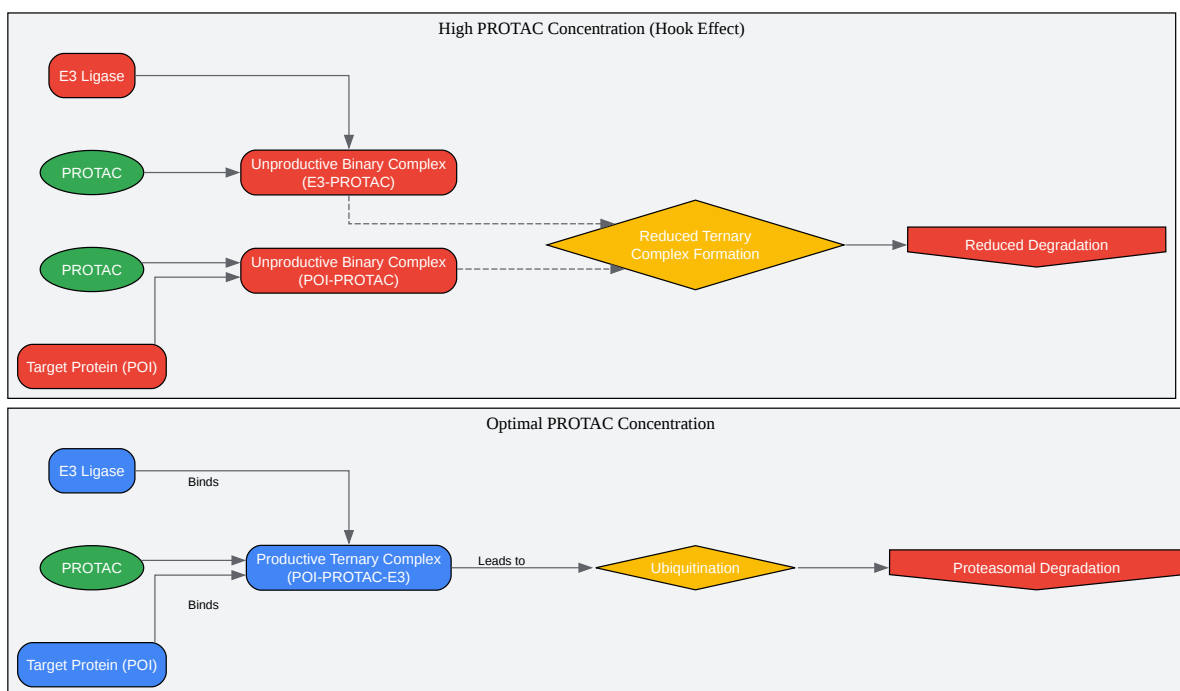 High PROTAC Concentration (Hook Effect)
E3 Ligase
PROTAC
Unproductive Binary Complex
(E3-PROTAC)
PROTAC
Unproductive Binary Complex
(POI-PROTAC)
Reduced Ternary
Complex Formation
Reduced Degradation
Target Protein (POI)
Optimal PROTAC Concentration
E3 Ligase
Binds
PROTAC
Productive Ternary Complex
(POI-PROTAC-E3)
Leads to
Ubiquitination
Proteasomal Degradation
Binds
Target Protein (POI)